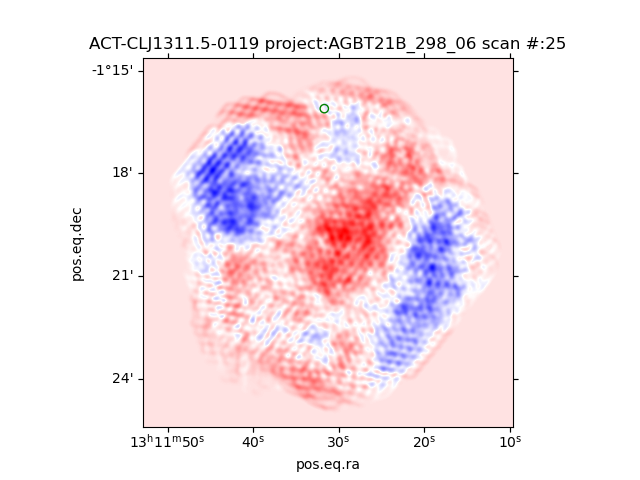 ACT-CLJ1311.5-0119 project:AGBT21B_298_06 scan #:25
-1°15'
18'
21'
24'
pos.eq.dec
13ʰ11ᵐ50ˢ 40ˢ 30ˢ 20ˢ 10ˢ
pos.eq.ra